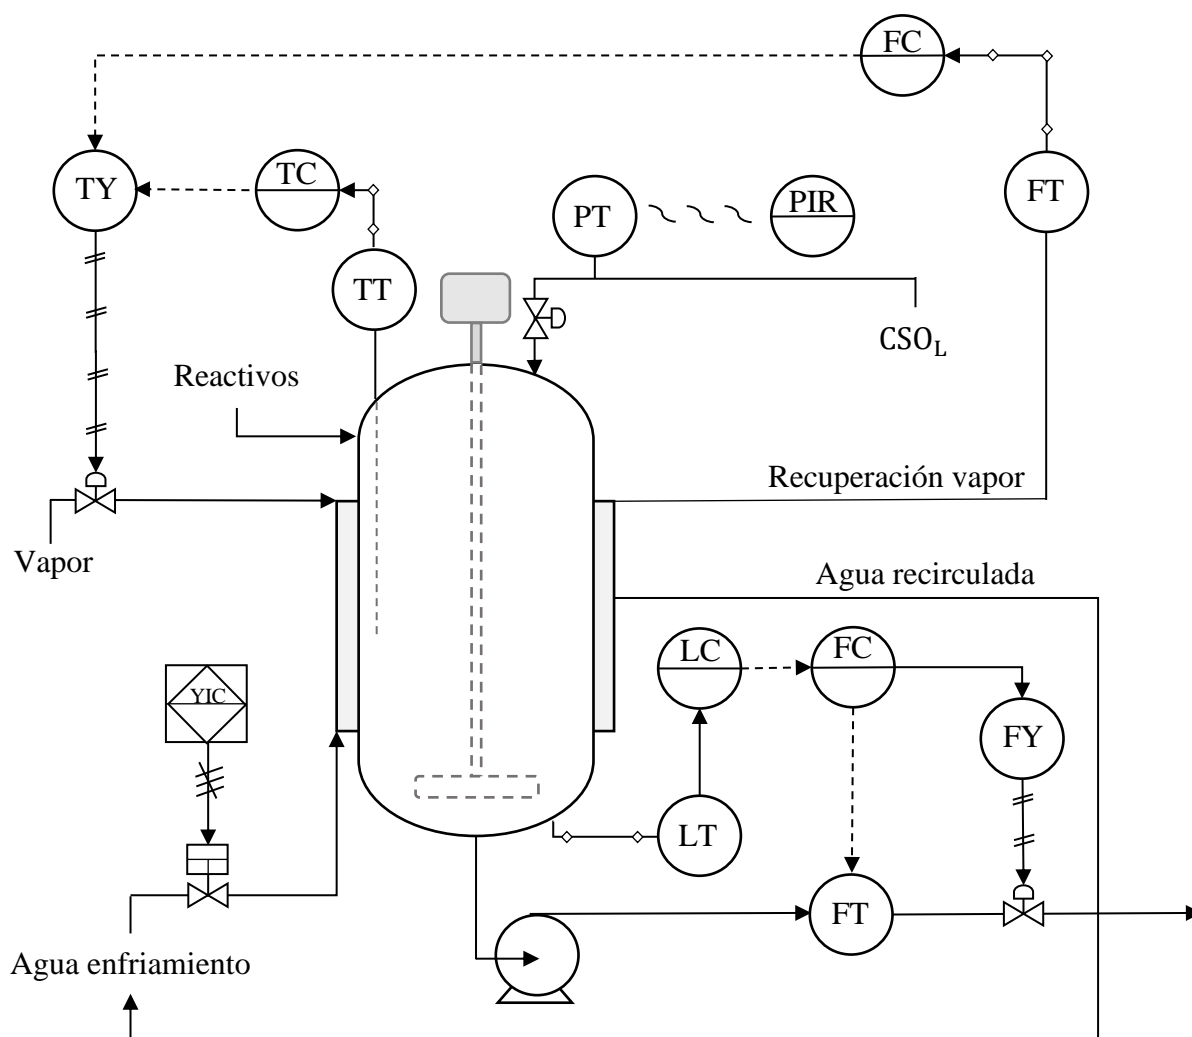 FC
TY
TC
PT
PIR
FT
TT
CSO_L
Reactivos
Recuperación vapor
Vapor
Agua recirculada
LC
FC
YIC
FY
LT
FT
Agua enfriamiento